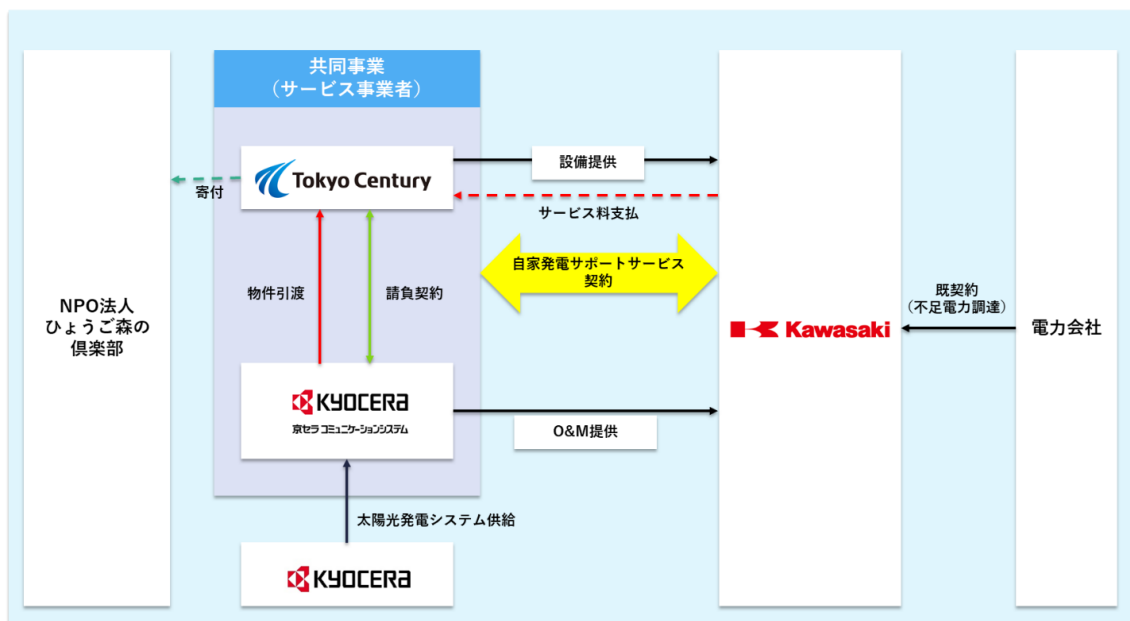 共同事業
（サービス事業者）
Tokyo Century
設備提供
寄付
サービス料支払
自家発電サポートサービス
契約
物件引渡
請負契約
NPO法人
ひょうご森の
倶楽部
Kawasaki
既契約
（不足電力調達）
電力会社
KYOCERA
京セラ コミュニケーションシステム
O&M提供
太陽光発電システム供給
KYOCERA